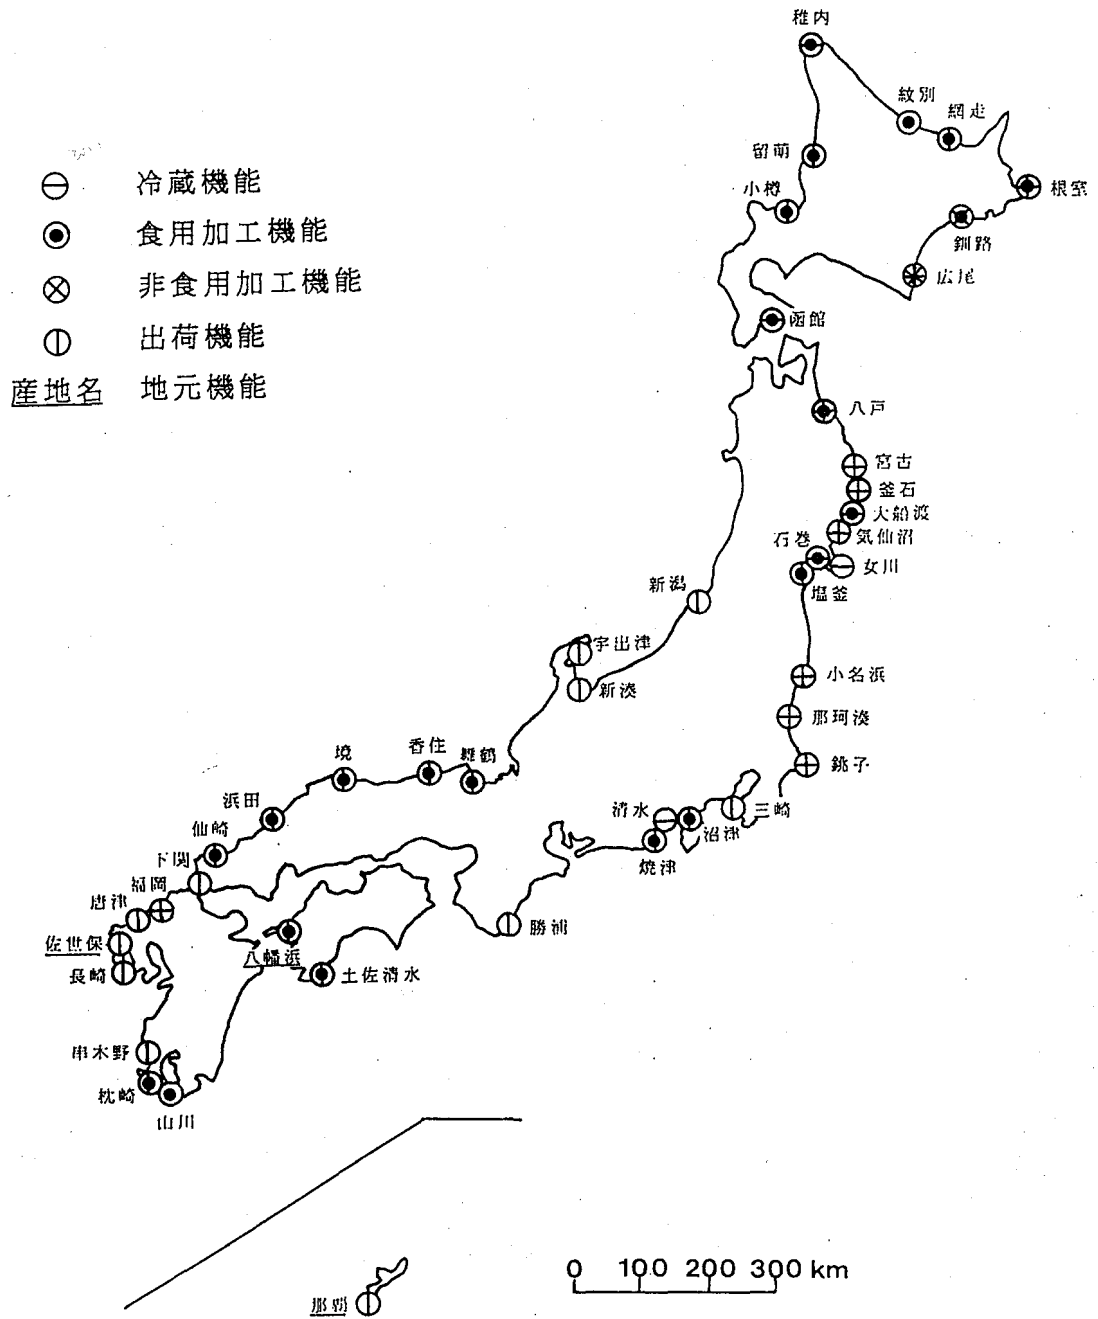 冷蔵機能
食用加工機能
非食用加工機能
出荷機能
産地名 地元機能
稚内
紋別
網走
留萌
小樽
根室
釧路
広尾
函館
八戸
宮古
釜石
大船渡
気仙沼
石巻
女川
塩釜
新潟
宇出津
新湊
小名浜
那珂湊
銚子
境
香住
舞鶴
浜田
仙崎
下関
福岡
唐津
佐世保
長崎
清水
沼津
三崎
焼津
勝浦
八幡浜
土佐清水
串木野
枕崎
山川
那覇
0 100 200 300 km